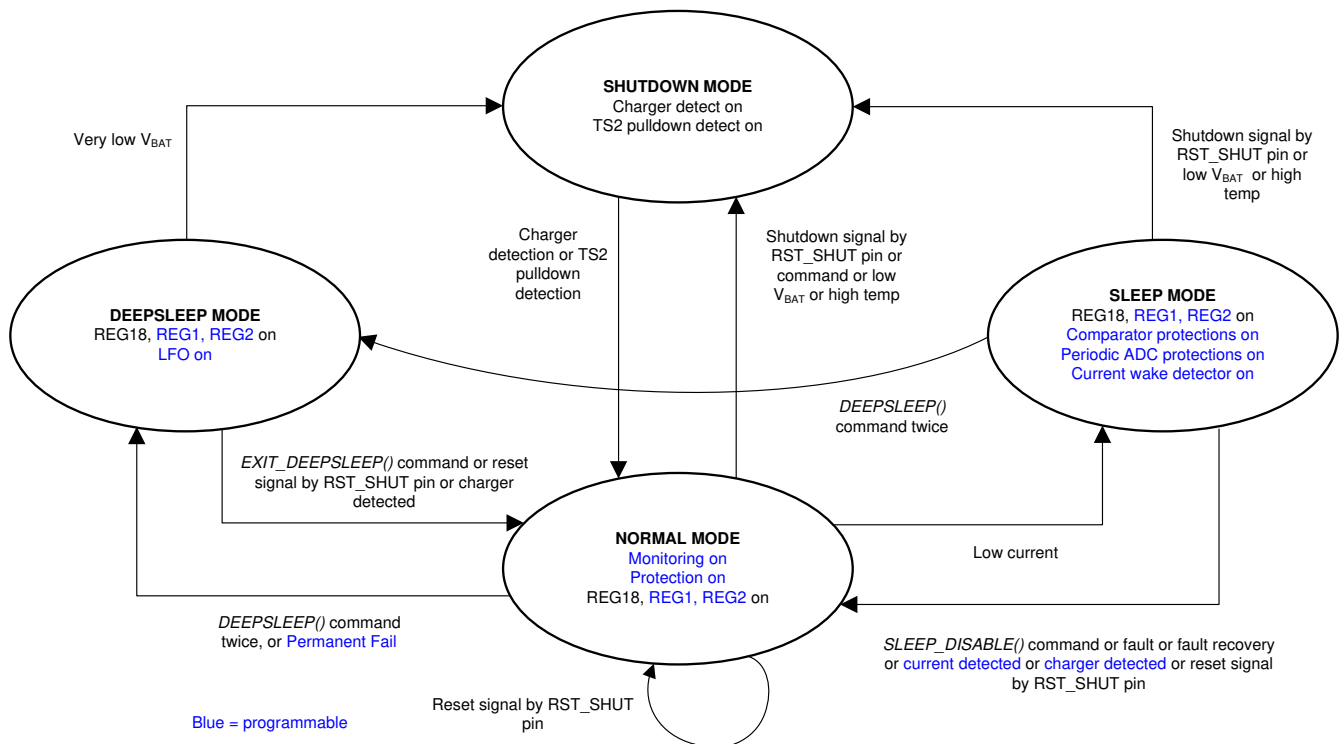 SHUTDOWN MODE
Charger detect on
TS2 pulldown detect on
Very low VBAT
Shutdown signal by
RST_SHUT pin or
low VBAT or high
temp
Charger
detection or TS2
pulldown
detection
Shutdown signal by
RST_SHUT pin or
command or low
VBAT or high temp
DEEPSLEEP MODE
REG18, REG1, REG2 on
LFO on
SLEEP MODE
REG18, REG1, REG2 on
Comparator protections on
Periodic ADC protections on
Current wake detector on
DEEPSLEEP()
command twice
EXIT_DEEPSLEEP() command or reset
signal by RST_SHUT pin or charger
detected
NORMAL MODE
Monitoring on
Protection on
REG18, REG1, REG2 on
Low current
DEEPSLEEP() command
twice, or Permanent Fail
SLEEP_DISABLE() command or fault or fault recovery
or current detected or charger detected or reset signal
by RST_SHUT pin
Reset signal by RST_SHUT
pin
Blue = programmable